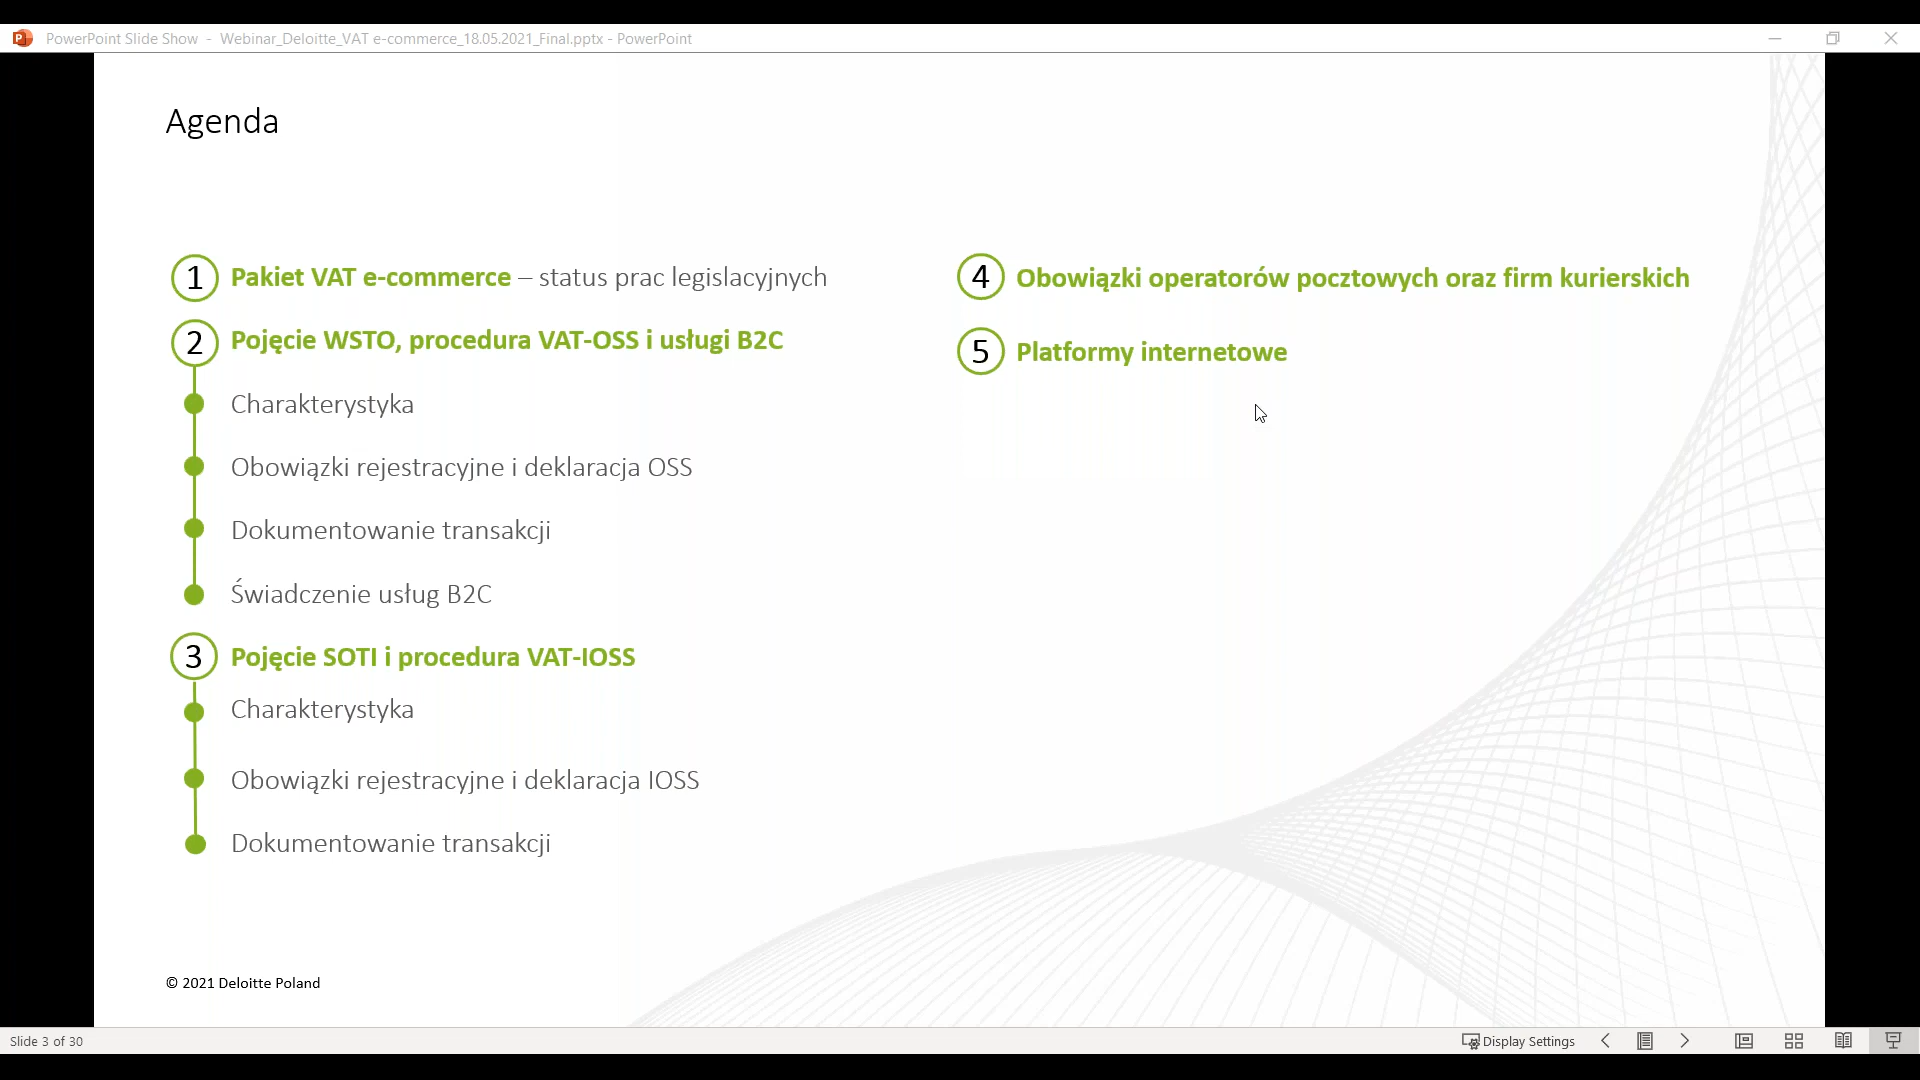 PowerPoint Slide Show - Webinar_Deloitte_VAT e-commerce_18.05.2021_Final.pptx - PowerPoint
Agenda
1 Pakiet VAT e-commerce – status prac legislacyjnych
2 Pojęcie WSTO, procedura VAT-OSS i usługi B2C
Charakterystyka
Obowiązki rejestracyjne i deklaracja OSS
Dokumentowanie transakcji
Świadczenie usług B2C
3 Pojęcie SOTI i procedura VAT-IOSS
Charakterystyka
Obowiązki rejestracyjne i deklaracja IOSS
Dokumentowanie transakcji
4 Obowiązki operatorów pocztowych oraz firm kurierskich
5 Platformy internetowe
© 2021 Deloitte Poland
Slide 3 of 30
Display Settings